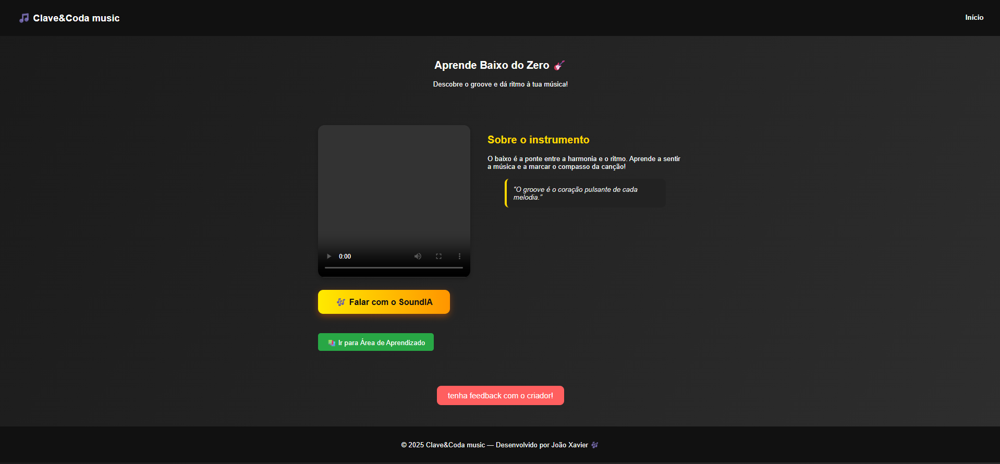 🎵 Clave&Coda music
Início
Aprende Baixo do Zero 🎸
Descobre o groove e dá ritmo à tua música!
Sobre o instrumento
O baixo é a ponte entre a harmonia e o ritmo. Aprende a sentir
a música e a marcar o compasso da canção!
“O groove é o coração pulsante de cada
melodia.”
0:00
🎶 Falar com o SoundIA
📚 Ir para Área de Aprendizado
tenha feedback com o criador!
© 2025 Clave&Coda music — Desenvolvido por João Xavier 🎶